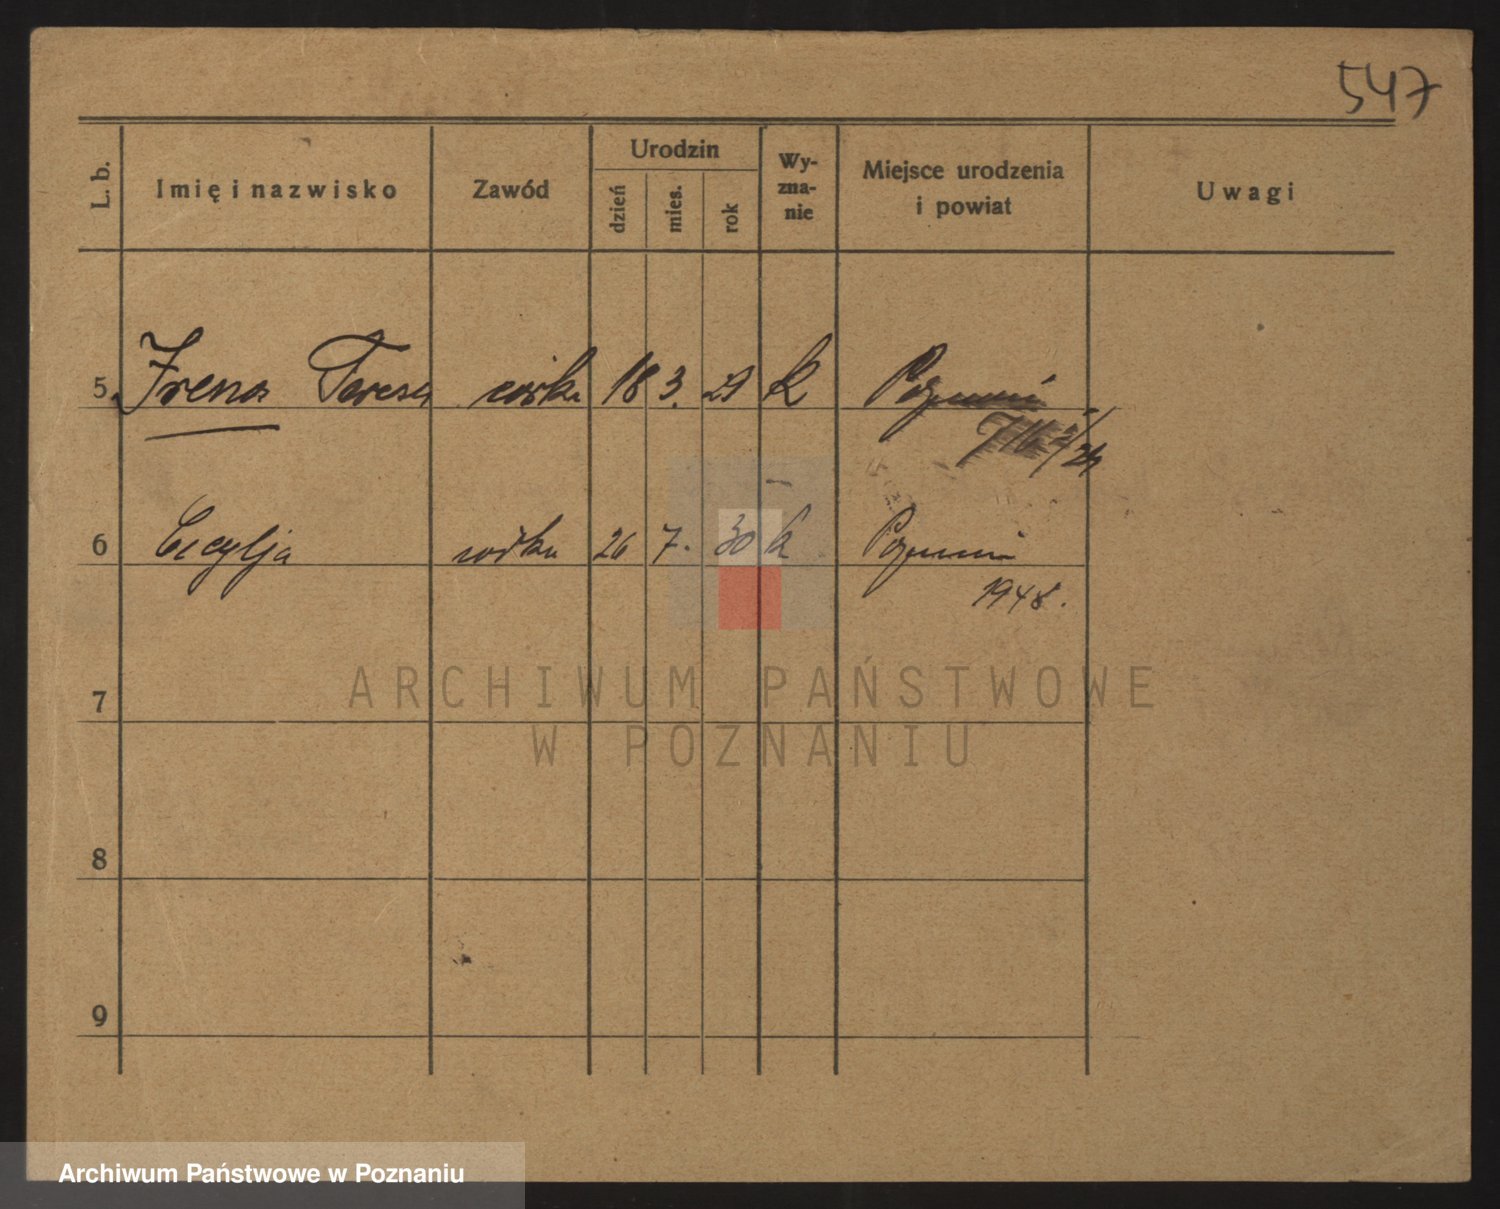 547
L. b.
Imię i nazwisko
Zawód
Urodzin
dzień
mies.
rok
Wy-
zna-
nie
Miejsce urodzenia
i powiat
Uwagi
5. Irena Teresa córka 18 3. 29 k Poznań
6 Cecylja córka 26 7. 30 k Poznań
1948.
7
ARCHIWUM PAŃSTWOWE
W POZNANIU
8
9
Archiwum Państwowe w Poznaniu